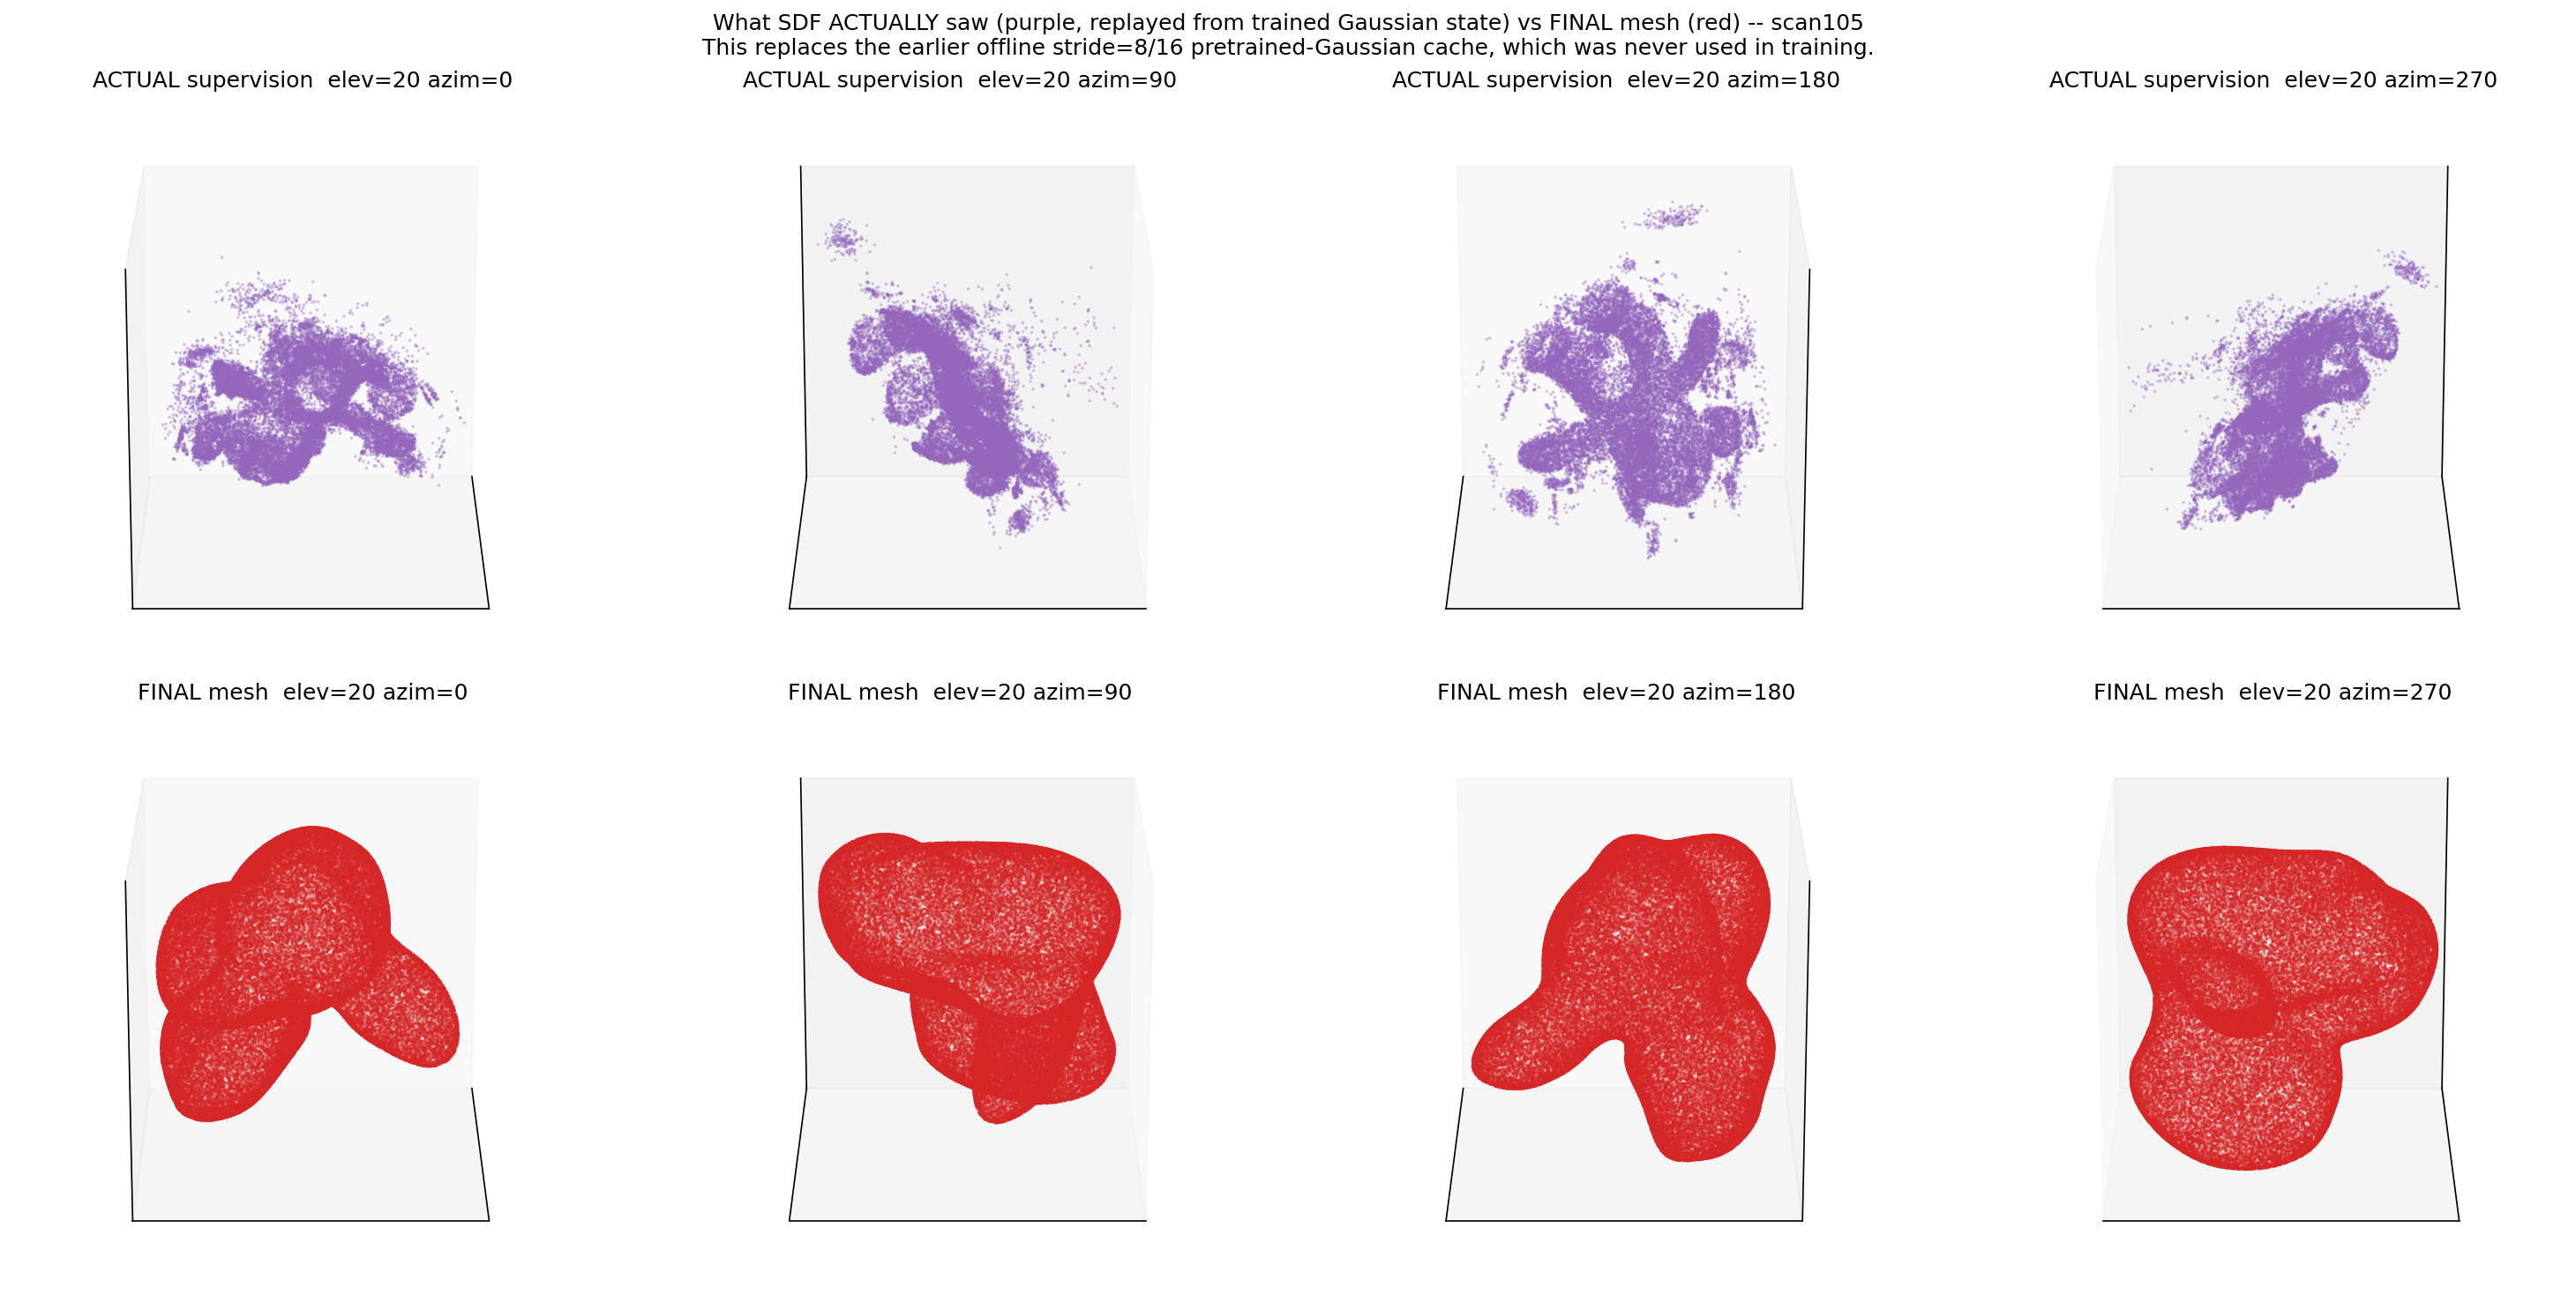 What SDF ACTUALLY saw (purple, replayed from trained Gaussian state) vs FINAL mesh (red) -- scan105
This replaces the earlier offline stride=8/16 pretrained-Gaussian cache, which was never used in training.
ACTUAL supervision  elev=20 azim=0
ACTUAL supervision  elev=20 azim=90
ACTUAL supervision  elev=20 azim=180
ACTUAL supervision  elev=20 azim=270
FINAL mesh  elev=20 azim=0
FINAL mesh  elev=20 azim=90
FINAL mesh  elev=20 azim=180
FINAL mesh  elev=20 azim=270